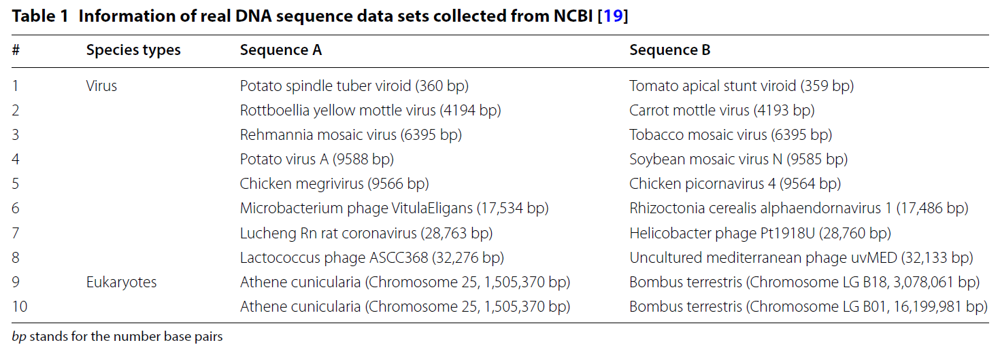 Table 1 Information of real DNA sequence data sets collected from NCBI [19]
# Species types Sequence A Sequence B
1 Virus Potato spindle tuber viroid (360 bp) Tomato apical stunt viroid (359 bp)
2 Rottboellia yellow mottle virus (4194 bp) Carrot mottle virus (4193 bp)
3 Rehmannia mosaic virus (6395 bp) Tobacco mosaic virus (6395 bp)
4 Potato virus A (9588 bp) Soybean mosaic virus N (9585 bp)
5 Chicken megrivirus (9566 bp) Chicken picornavirus 4 (9564 bp)
6 Microbacterium phage VitulaEligans (17,534 bp) Rhizoctonia cerealis alphaendornavirus 1 (17,486 bp)
7 Lucheng Rn rat coronavirus (28,763 bp) Helicobacter phage Pt1918U (28,760 bp)
8 Lactococcus phage ASCC368 (32,276 bp) Uncultured mediterranean phage uvMED (32,133 bp)
9 Eukaryotes Athene cunicularia (Chromosome 25, 1,505,370 bp) Bombus terrestris (Chromosome LG B18, 3,078,061 bp)
10 Athene cunicularia (Chromosome 25, 1,505,370 bp) Bombus terrestris (Chromosome LG B01, 16,199,981 bp)
bp stands for the number base pairs